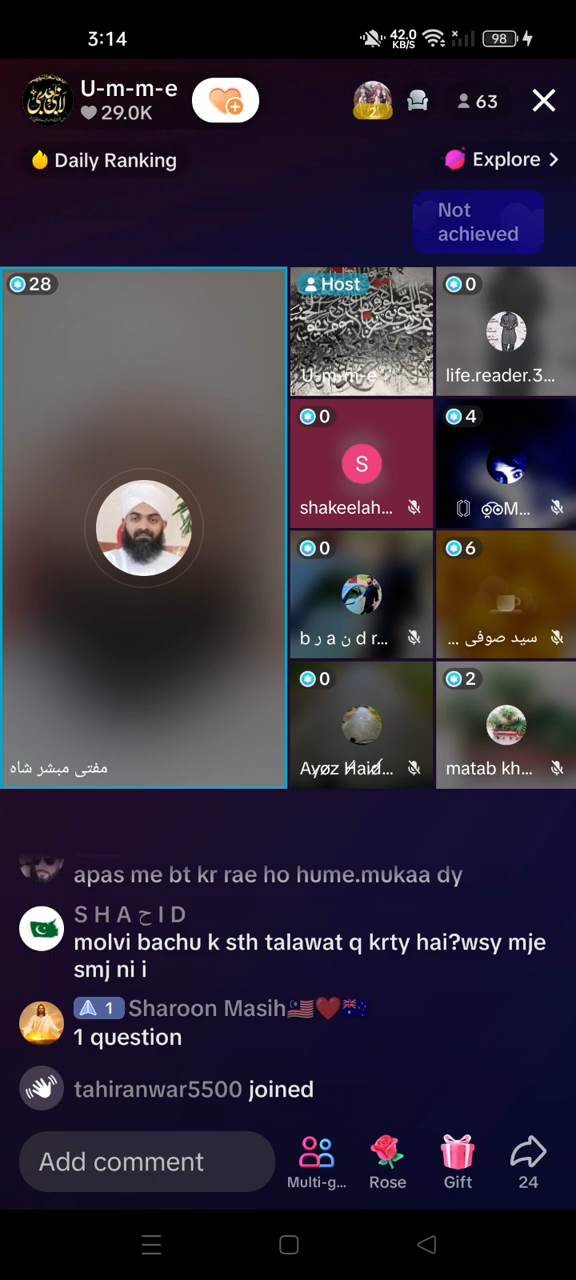 3:14
42.0
KB/S
98
U-m-m-e
29.0K
2
63
Daily Ranking
Explore
Not
achieved
28
Host
0
U-m-m-e
life.reader.3...
0
4
shakeelah...
M...
0
6
b r a n d r...
سید صوفی ...
0
2
Ayøz Haid...
matab kh...
مفتی مبشر شاہ
apas me bt kr rae ho hume.mukaa dy
S H A ج I D
molvi bachu k sth talawat q krty hai?wsy mje
smj ni i
1 Sharoon Masih
1 question
tahiranwar5500 joined
Add comment
Multi-g...
Rose
Gift
24